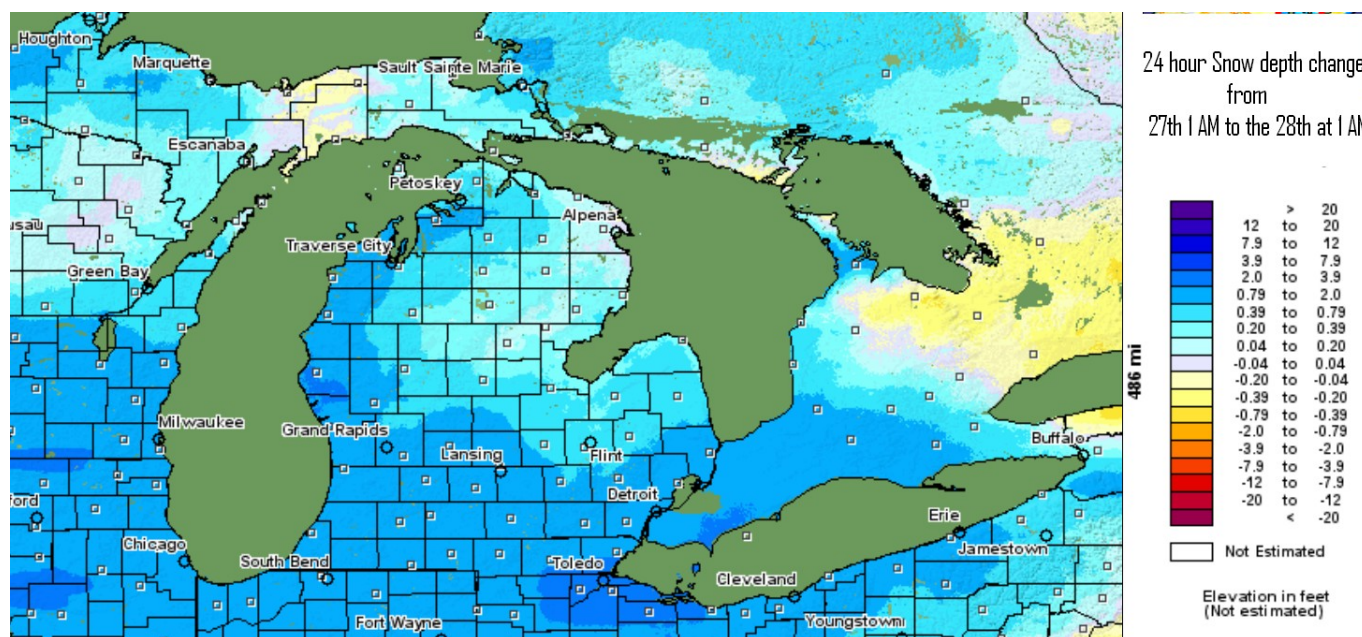 Houghton
Marquette
Sault Sainte Marie
Escanaba
Petoskey
Alpena
Traverse City
usau
Green Bay
Milwaukee
Grand Rapids
Lansing
Flint
Buffalo
Detroit
ford
Erie
Chicago
South Bend
Toledo
Cleveland
Jamestown
Fort Wayne
Youngstown
486 mi
24 hour Snow depth change
from
27th 1 AM to the 28th at 1 AM
> 20
12 to 20
7.9 to 12
3.9 to 7.9
2.0 to 3.9
0.79 to 2.0
0.39 to 0.79
0.20 to 0.39
0.04 to 0.20
-0.04 to 0.04
-0.20 to -0.04
-0.39 to -0.20
-0.79 to -0.39
-2.0 to -0.79
-3.9 to -2.0
-7.9 to -3.9
-12 to -7.9
-20 to -12
< -20
Not Estimated
Elevation in feet
(Not estimated)